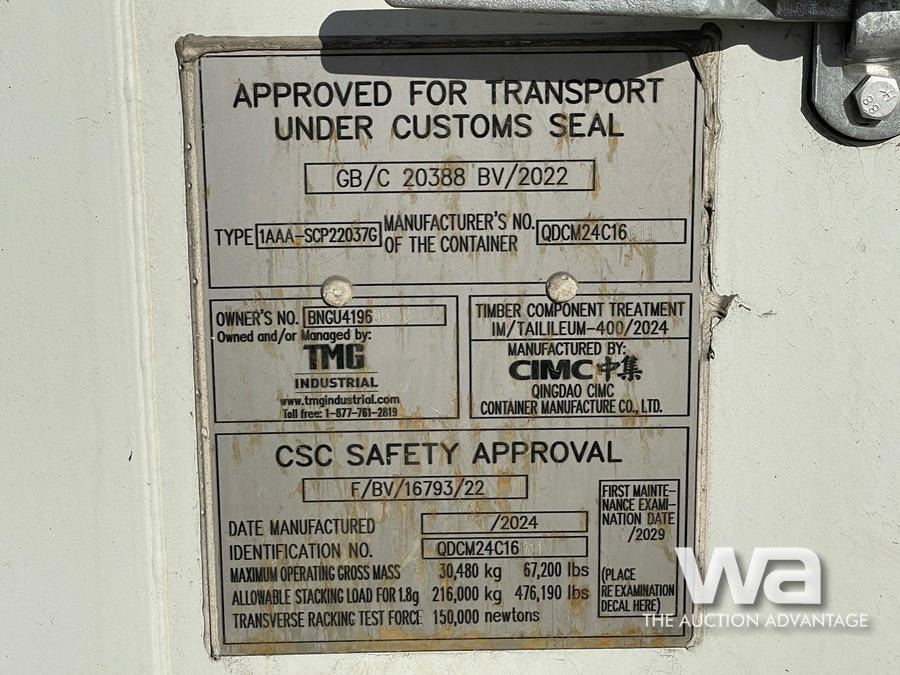 APPROVED FOR TRANSPORT
UNDER CUSTOMS SEAL
GB/C 20388 BV/2022
TYPE 1AAA-SCP22037G MANUFACTURER'S NO. OF THE CONTAINER QDCM24C16
OWNER'S NO. BNGU4196
Owned and/or Managed by:
TMG
INDUSTRIAL
www.tmgindustrial.com
Toll free: 1-877-761-2819
TIMBER COMPONENT TREATMENT
IM/TAILILEUM-400/2024
MANUFACTURED BY:
CIMC 中集
QINGDAO CIMC
CONTAINER MANUFACTURE CO., LTD.
CSC SAFETY APPROVAL
F/BV/16793/22
DATE MANUFACTURED /2024
IDENTIFICATION NO. QDCM24C16
MAXIMUM OPERATING GROSS MASS 30,480 kg 67,200 lbs
ALLOWABLE STACKING LOAD FOR 1.8g 216,000 kg 476,190 lbs
TRANSVERSE RACKING TEST FORCE 150,000 newtons
FIRST MAINTE-
NANCE EXAMI-
NATION DATE
/2029
(PLACE
RE EXAMINATION
DECAL HERE)
88
wa
THE AUCTION ADVANTAGE